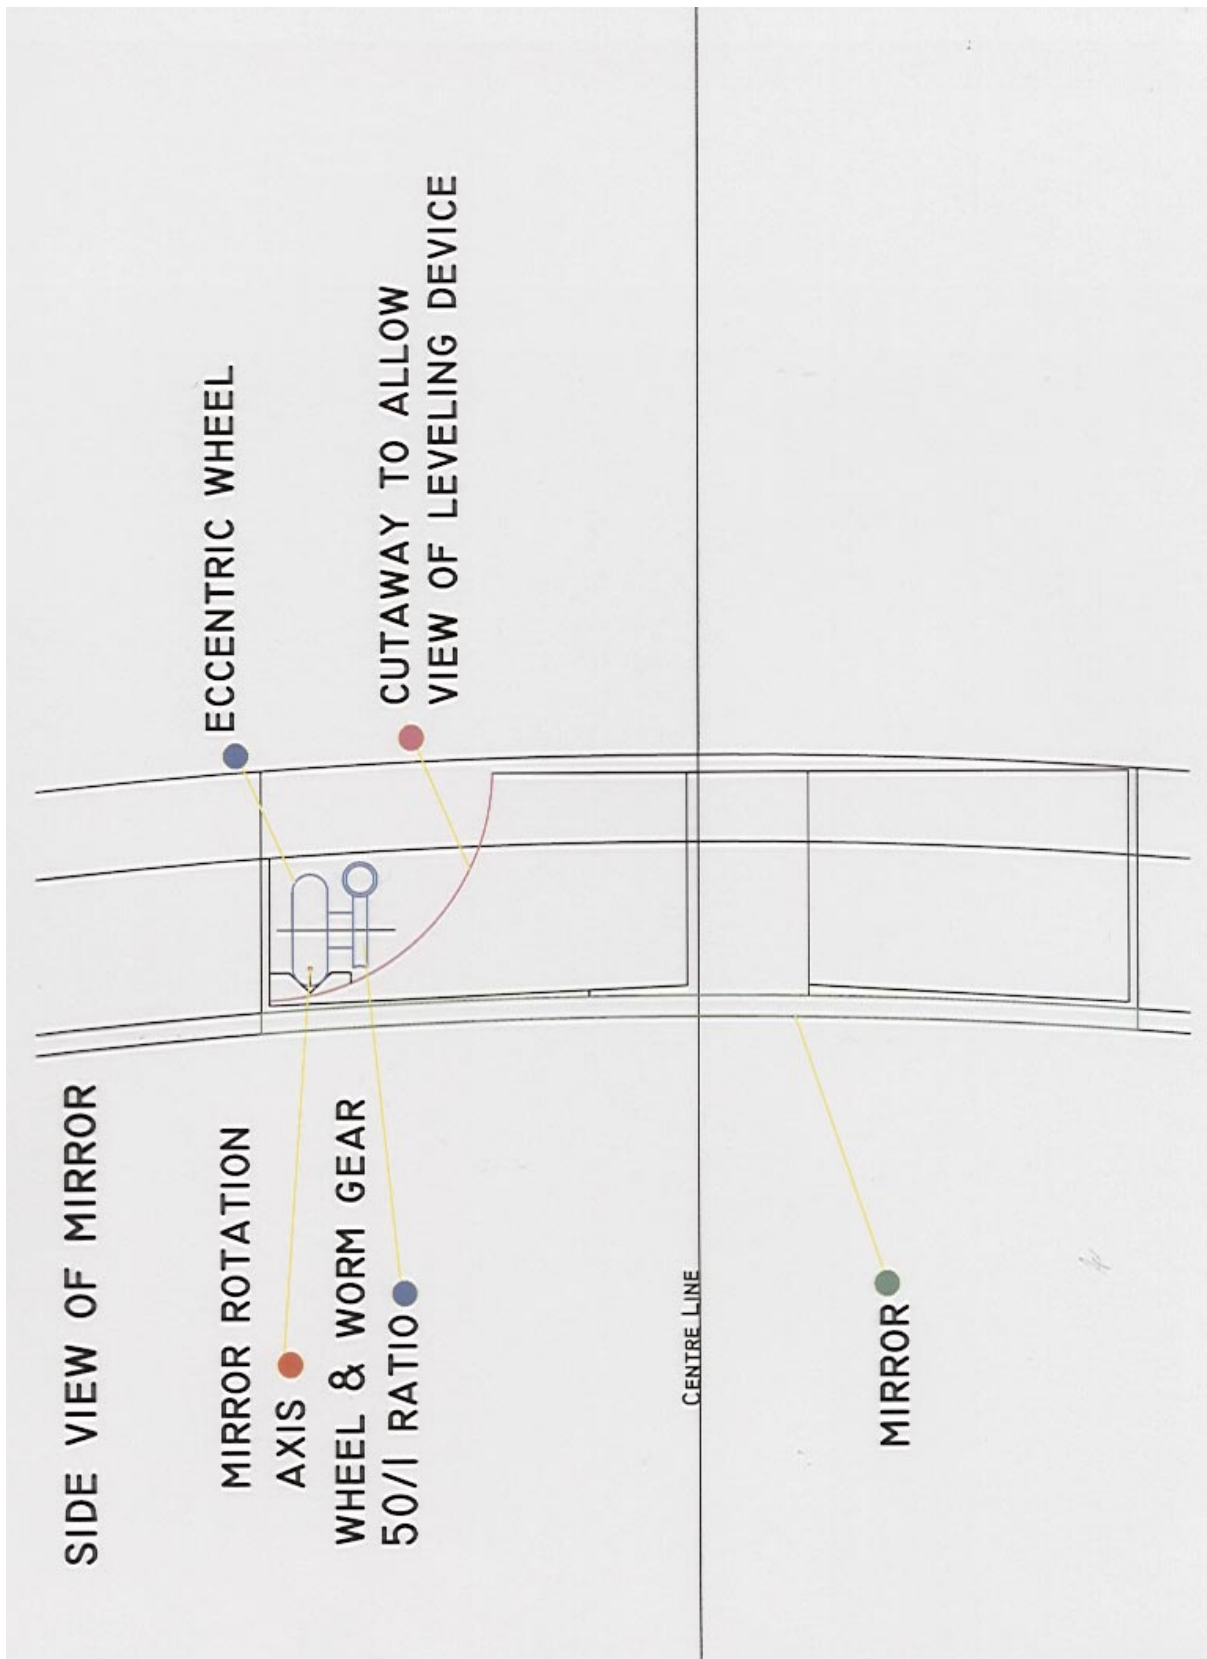 SIDE VIEW OF MIRROR
MIRROR ROTATION
AXIS
WHEEL & WORM GEAR
50/1 RATIO
ECCENTRIC WHEEL
CUTAWAY TO ALLOW
VIEW OF LEVELING DEVICE
CENTRE LINE
MIRROR